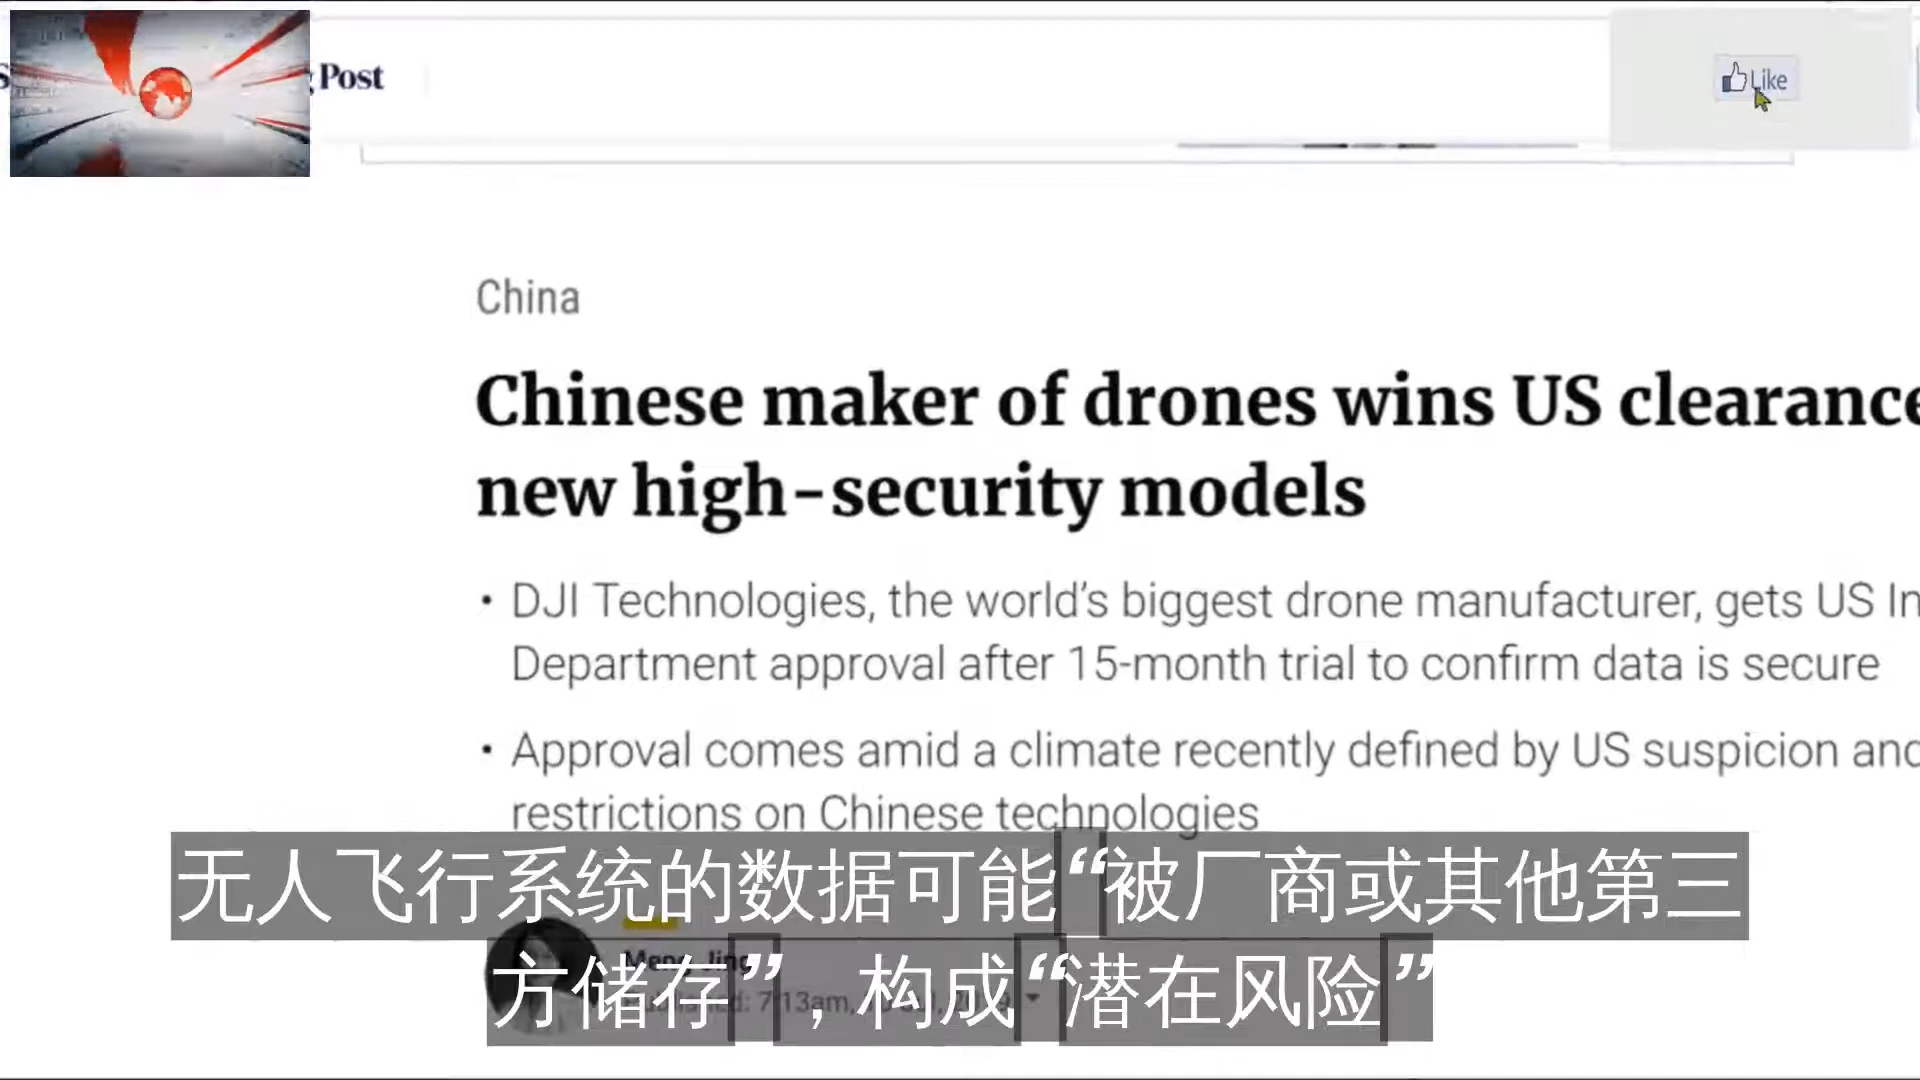 Post
Like
China
Chinese maker of drones wins US clearance
new high-security models
• DJI Technologies, the world's biggest drone manufacturer, gets US In
Department approval after 15-month trial to confirm data is secure
• Approval comes amid a climate recently defined by US suspicion and
restrictions on Chinese technologies
无人飞行系统的数据可能“被厂商或其他第三
Meng Jing
方储存”，构成“潜在风险”
7:13am,